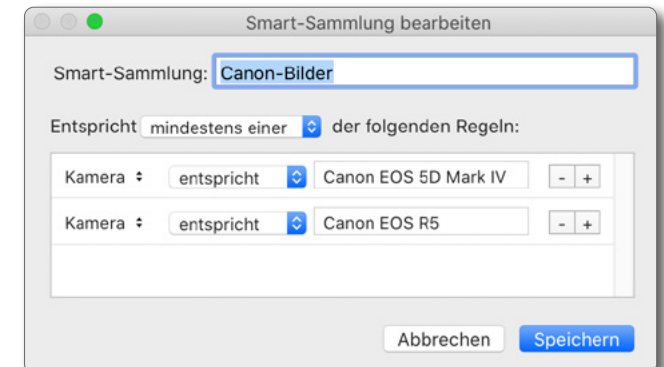 Smart-Sammlung bearbeiten
Smart-Sammlung: Canon-Bilder
Entspricht mindestens einer der folgenden Regeln:
Kamera entspricht Canon EOS 5D Mark IV - +
Kamera entspricht Canon EOS R5 - +
Abbrechen Speichern